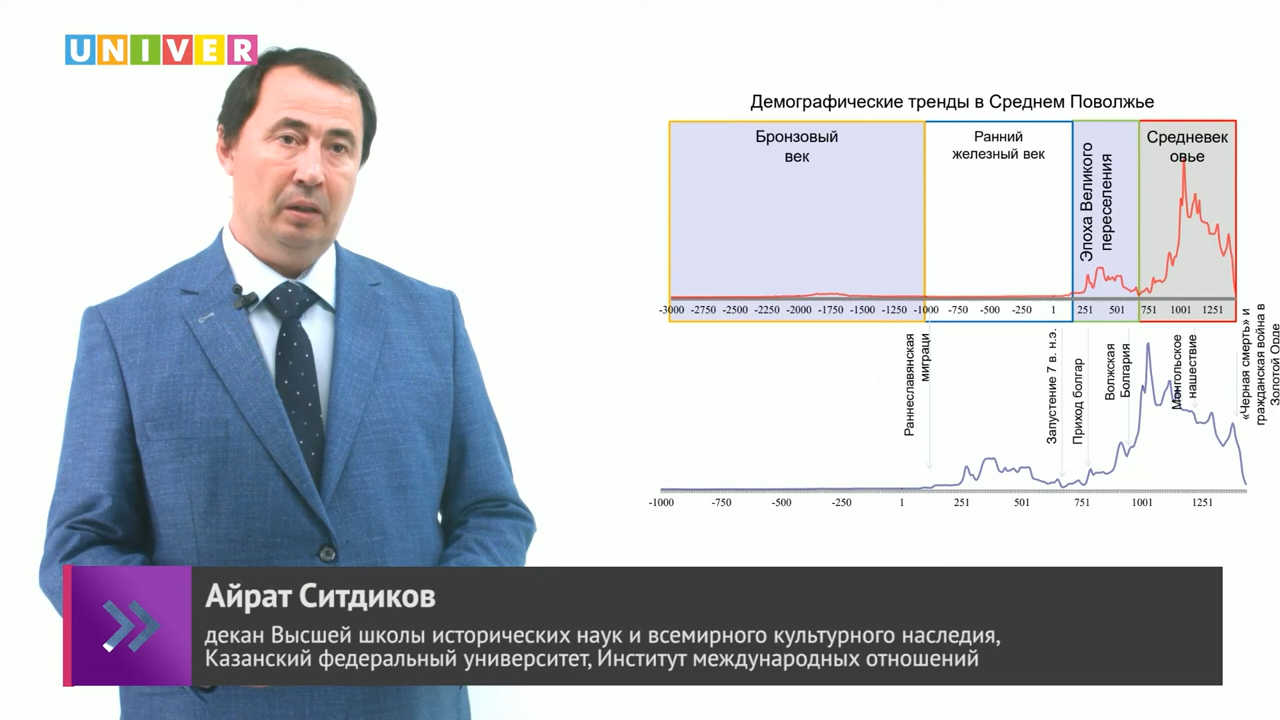 UNIVER
Демографические тренды в Среднем Поволжье
Бронзовый
век
Ранний
железный век
Эпоха Великого
переселения
Средневек
овье
-3000 -2750 -2500 -2250 -2000 -1750 -1500 -1250 -1000 -750 -500 -250 1 251 501 751 1001 1251
Раннеславянская
миграци
Запустение 7 в. н.э.
Приход болгар
Волжская
Болгария
Монгольское
нашествие
«Черная смерть» и
гражданская война в
Золотой Орде
-1000 -750 -500 -250 1 251 501 751 1001 1251
Айрат Ситдиков
декан Высшей школы исторических наук и всемирного культурного наследия,
Казанский федеральный университет, Институт международных отношений